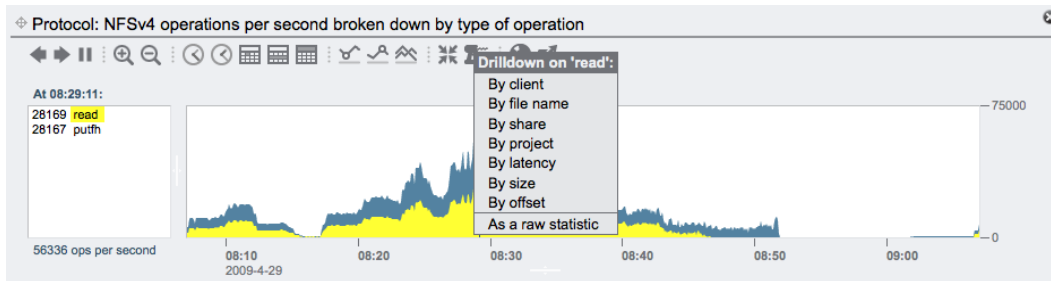 Protocol: NFSv4 operations per second broken down by type of operation
Drilldown on 'read':
By client
By file name
By share
By project
By latency
By size
By offset
As a raw statistic
At 08:29:11:
28169 read
28167 putfh
56336 ops per second
75000
0
08:10 08:20 08:30 08:40 08:50 09:00
2009-4-29